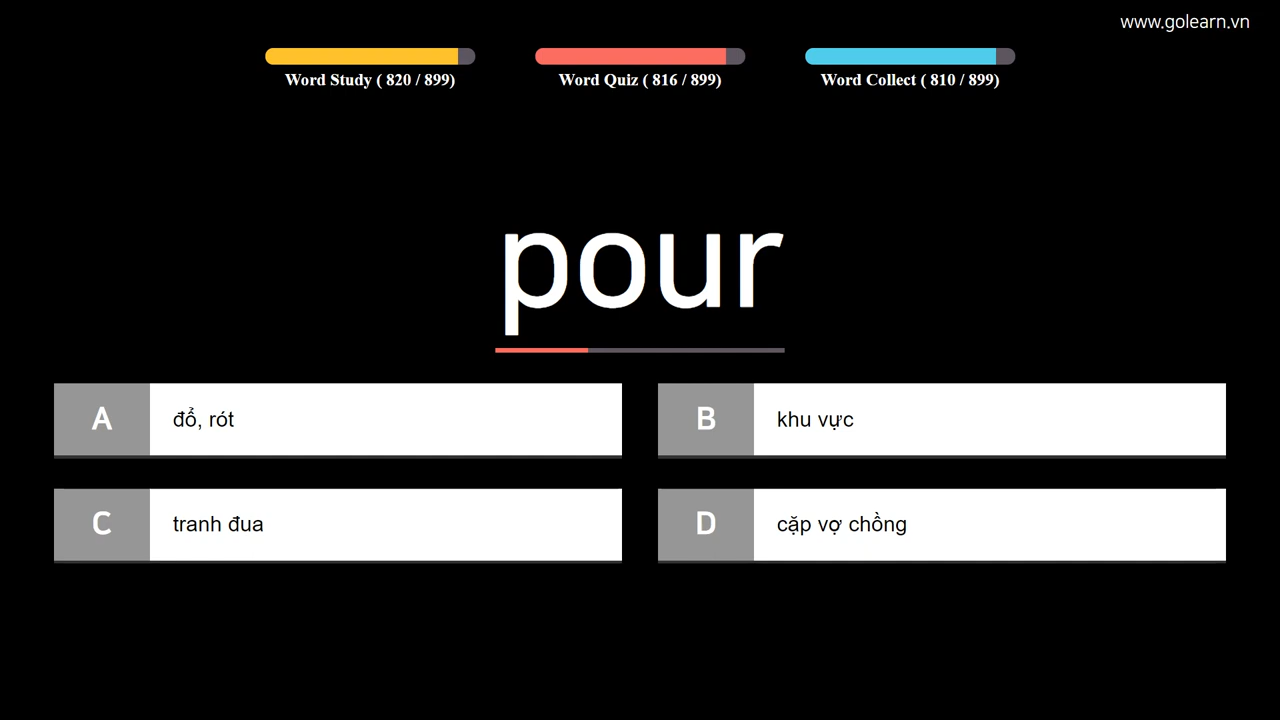 www.golearn.vn
Word Study ( 820 / 899)
Word Quiz ( 816 / 899)
Word Collect ( 810 / 899)
pour
A đổ, rót
B khu vực
C tranh đua
D cặp vợ chồng